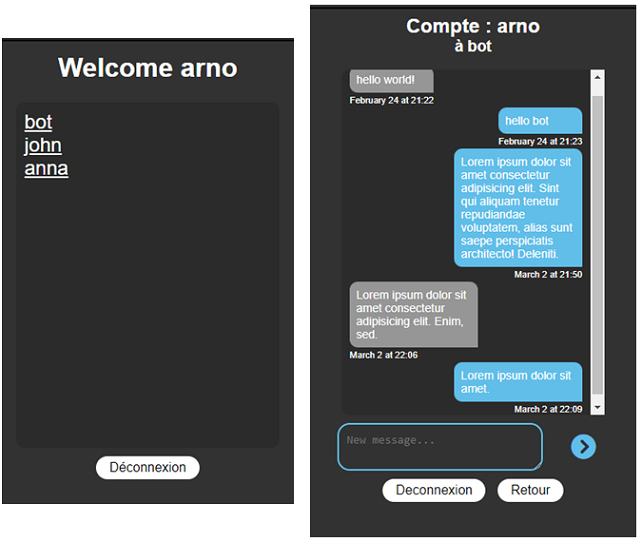 Welcome arno
bot
john
anna
Déconnexion
Compte : arno
à bot
hello world!
February 24 at 21:22
hello bot
February 24 at 21:23
Lorem ipsum dolor sit
amet consectetur
adipisicing elit. Sint
qui aliquam tenetur
repudiandae
voluptatem, alias sunt
saepe perspiciatis
architecto! Deleniti.
March 2 at 21:50
Lorem ipsum dolor sit
amet consectetur
adipisicing elit. Enim,
sed.
March 2 at 22:06
Lorem ipsum dolor sit
amet.
March 2 at 22:09
New message...
Deconnexion
Retour